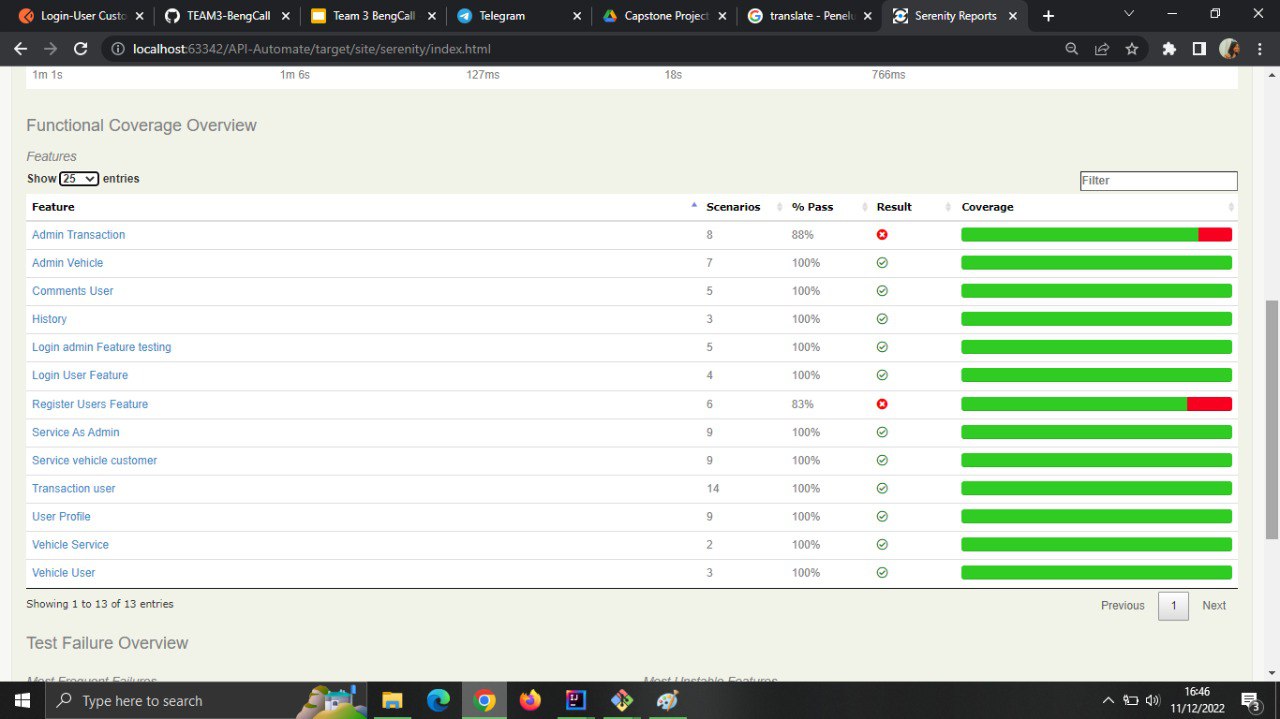 Login-User Custo
TEAM3-BengCall
Team 3 BengCall
Telegram
Capstone Project
translate - Penelu
Serenity Reports
localhost:63342/API-Automate/target/site/serenity/index.html
1m 1s 1m 6s 127ms 18s 766ms
Functional Coverage Overview
Features
Show 25 entries
Filter
Feature Scenarios % Pass Result Coverage
Admin Transaction 8 88%
Admin Vehicle 7 100%
Comments User 5 100%
History 3 100%
Login admin Feature testing 5 100%
Login User Feature 4 100%
Register Users Feature 6 83%
Service As Admin 9 100%
Service vehicle customer 9 100%
Transaction user 14 100%
User Profile 9 100%
Vehicle Service 2 100%
Vehicle User 3 100%
Showing 1 to 13 of 13 entries
Previous 1 Next
Test Failure Overview
Most Frequent Failures Most Unstable Features
Type here to search
16:46
11/12/2022
3